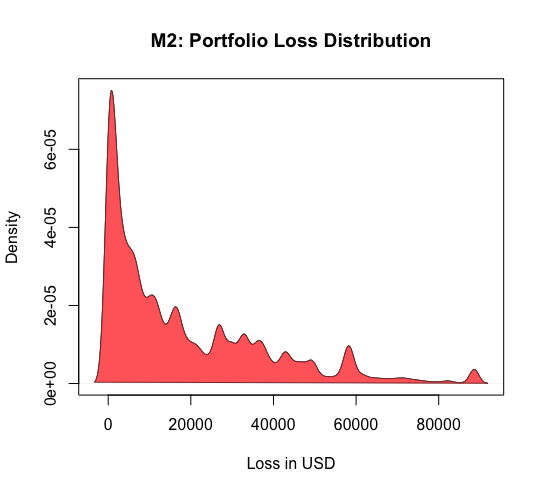 M2: Portfolio Loss Distribution
Density
6e-05
4e-05
2e-05
0e+00
0 20000 40000 60000 80000
Loss in USD